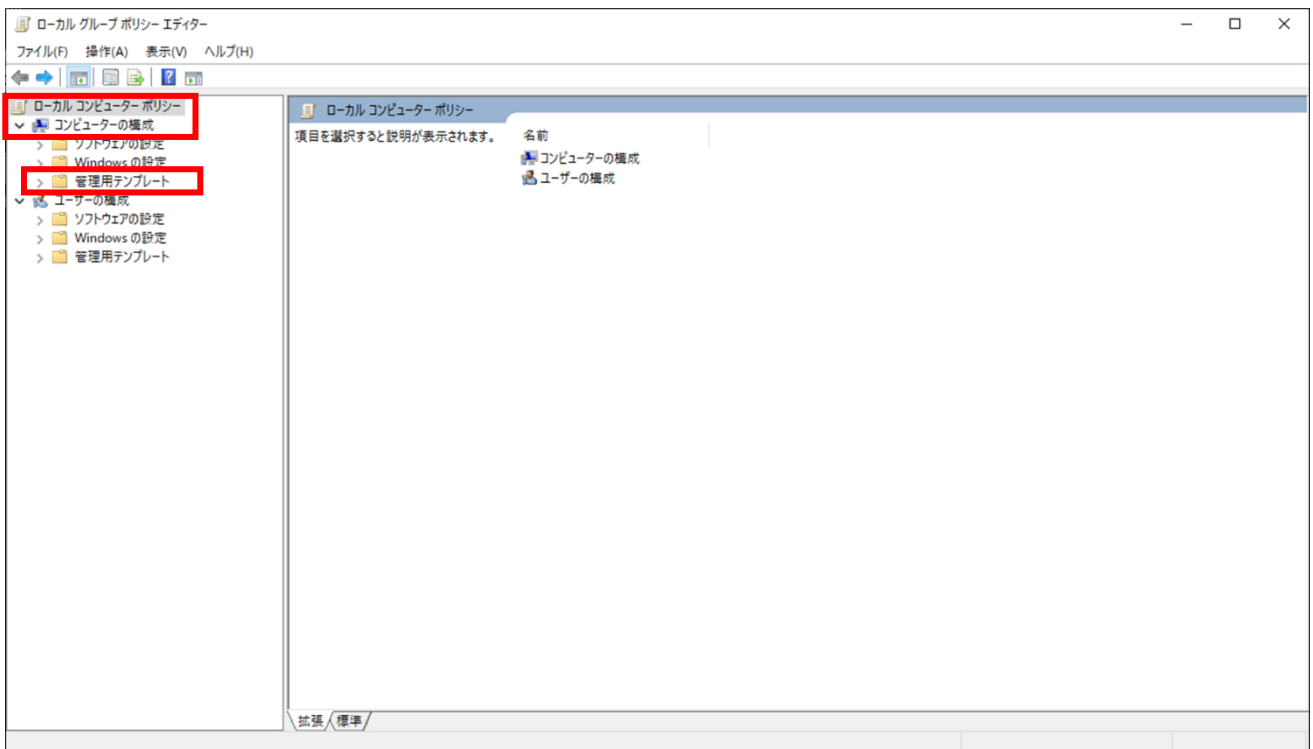 ローカル グループ ポリシー エディター
ファイル(F) 操作(A) 表示(V) ヘルプ(H)
ローカル コンピューター ポリシー
コンピューターの構成
ソフトウェアの設定
Windows の設定
管理用テンプレート
ユーザーの構成
ソフトウェアの設定
Windows の設定
管理用テンプレート
ローカル コンピューター ポリシー
項目を選択すると説明が表示されます。
名前
コンピューターの構成
ユーザーの構成
拡張 標準